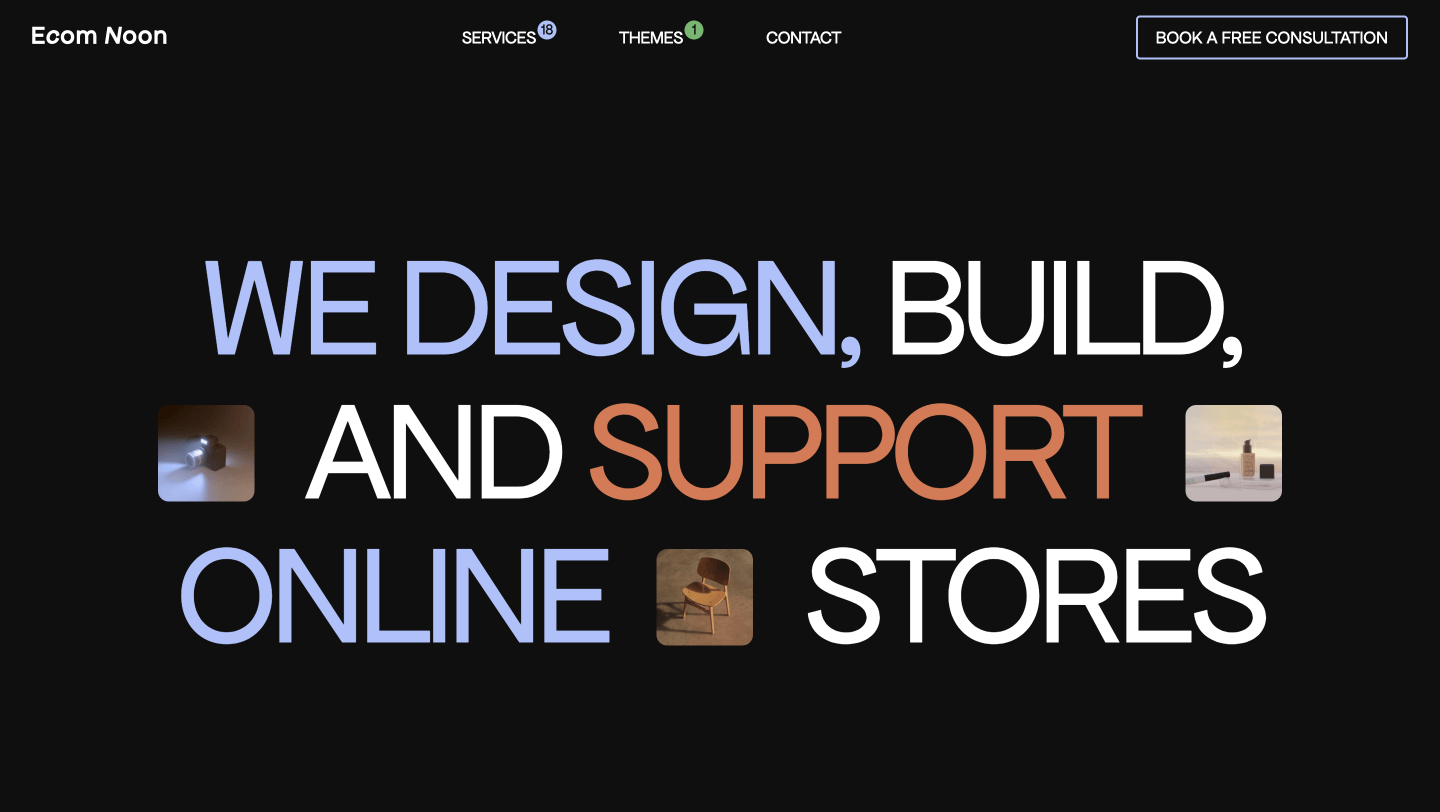 Ecom Noon
SERVICES 18
THEMES 1
CONTACT
BOOK A FREE CONSULTATION
WE DESIGN, BUILD,
AND SUPPORT
ONLINE STORES